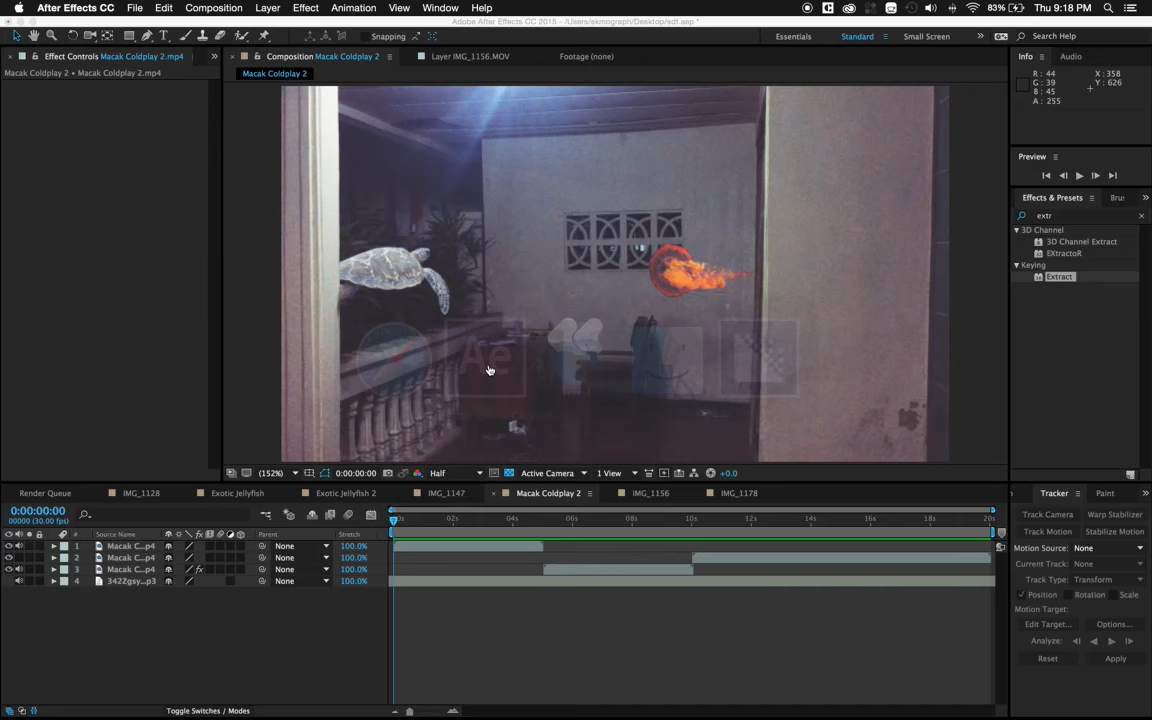 After Effects CC File Edit Composition Layer Effect Animation View Window Help 83% Thu 9:18 PM
Adobe After Effects CC 2015 - /Users/skmograph/Desktop/sdf.aep *
Snapping Essentials Standard Small Screen Search Help
Effect Controls Macak Coldplay 2.mp4 Composition Macak Coldplay 2 Layer IMG_1156.MOV Footage (none) Info Audio
Macak Coldplay 2 • Macak Coldplay 2.mp4 Macak Coldplay 2
R: 44 X: 358
G: 39 Y: 626
B: 45
A: 255
Preview
Effects & Presets Brus
extr
3D Channel
3D Channel Extract
EXtractoR
Keying
Extract
Ae
(152%) 0:00:00:00 Half Active Camera 1 View +0.0
Render Queue IMG_1128 Exotic Jellyfish Exotic Jellyfish 2 IMG_1147 Macak Coldplay 2 IMG_1156 IMG_1178 Tracker Paint
0:00:00:00
00000 (30.00 fps)
02s 04s 06s 08s 10s 12s 14s 16s 18s 20s
# Source Name fx Parent Stretch
1 Macak C...p4 None 100.0%
2 Macak C...p4 None 100.0%
3 Macak C...p4 fx None 100.0%
4 342Zgsy...p3 None 100.0%
Track Camera Warp Stabilizer
Track Motion Stabilize Motion
Motion Source: None
Current Track: None
Track Type: Transform
Position Rotation Scale
Motion Target:
Edit Target... Options...
Analyze:
Reset Apply
Toggle Switches / Modes